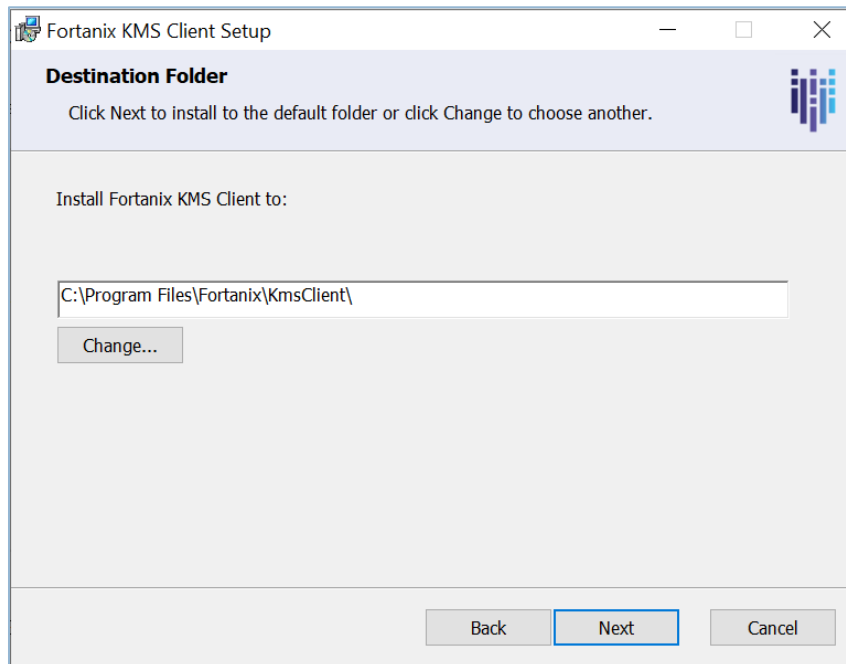 Fortanix KMS Client Setup
Destination Folder
Click Next to install to the default folder or click Change to choose another.
Install Fortanix KMS Client to:
C:\Program Files\Fortanix\KmsClient\
Change...
Back
Next
Cancel